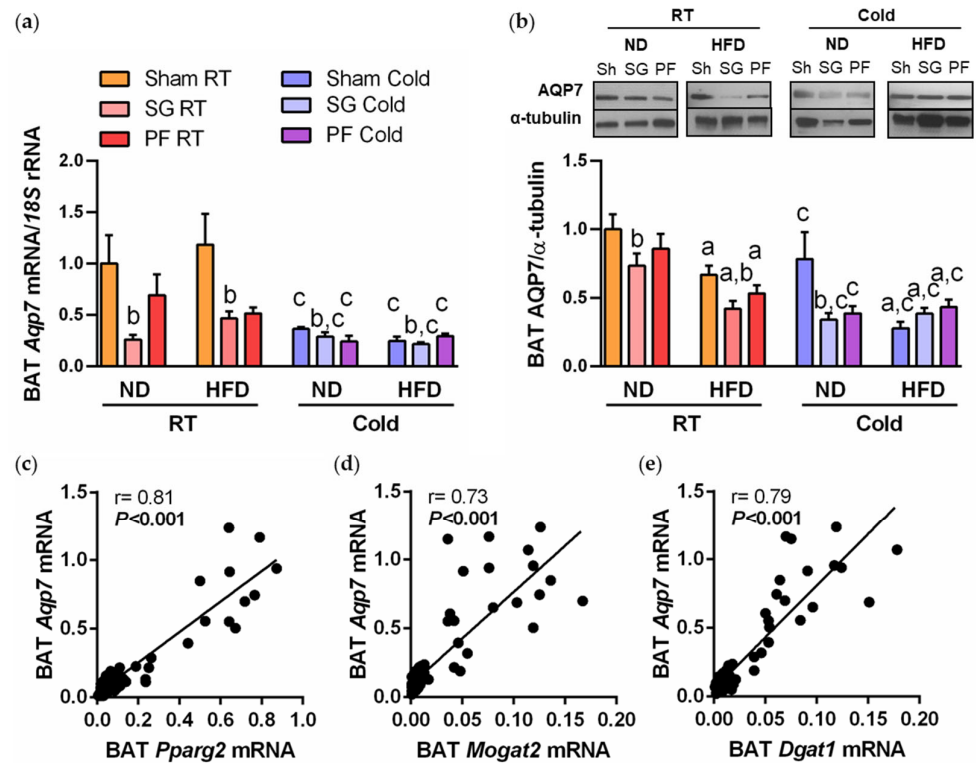 (a)
Sham RT
SG RT
PF RT
Sham Cold
SG Cold
PF Cold
BAT Aqp7 mRNA/18S rRNA
2.0
1.5
1.0
0.5
0.0
b
b
c
b,c
c
c
b,c
c
ND
HFD
ND
HFD
RT
Cold
(b)
RT
Cold
ND
HFD
ND
HFD
Sh SG PF
Sh SG PF
Sh SG PF
Sh SG PF
AQP7
α-tubulin
BAT AQP7/α-tubulin
1.5
1.0
0.5
0.0
b
a
a,b
a
c
b,c
c
a,c
a,c
a,c
ND
HFD
ND
HFD
RT
Cold
(c)
r= 0.81
P<0.001
BAT Aqp7 mRNA
1.5
1.0
0.5
0.0
0.0 0.2 0.4 0.6 0.8 1.0
BAT Pparg2 mRNA
(d)
r= 0.73
P<0.001
BAT Aqp7 mRNA
1.5
1.0
0.5
0.0
0.00 0.05 0.10 0.15 0.20
BAT Mogat2 mRNA
(e)
r= 0.79
P<0.001
BAT Aqp7 mRNA
1.5
1.0
0.5
0.0
0.00 0.05 0.10 0.15 0.20
BAT Dgat1 mRNA